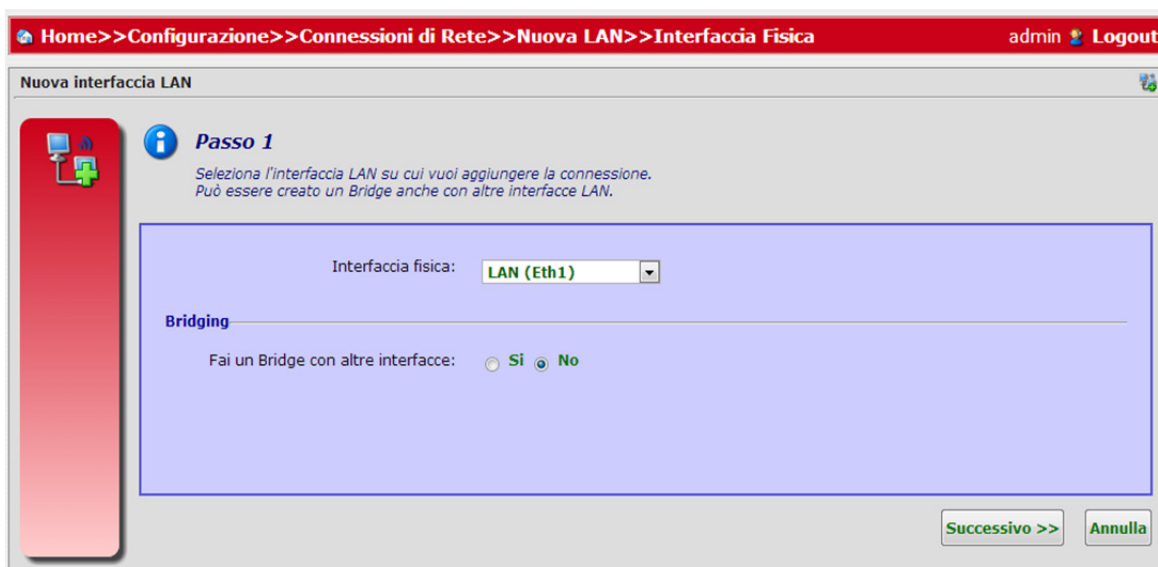 Home>>Configurazione>>Connessioni di Rete>>Nuova LAN>>Interfaccia Fisica admin Logout
Nuova interfaccia LAN
Passo 1
Seleziona l'interfaccia LAN su cui vuoi aggiungere la connessione.
Può essere creato un Bridge anche con altre interfacce LAN.
Interfaccia fisica: LAN (Eth1)
Bridging
Fai un Bridge con altre interfacce: Si No
Successivo >> Annulla